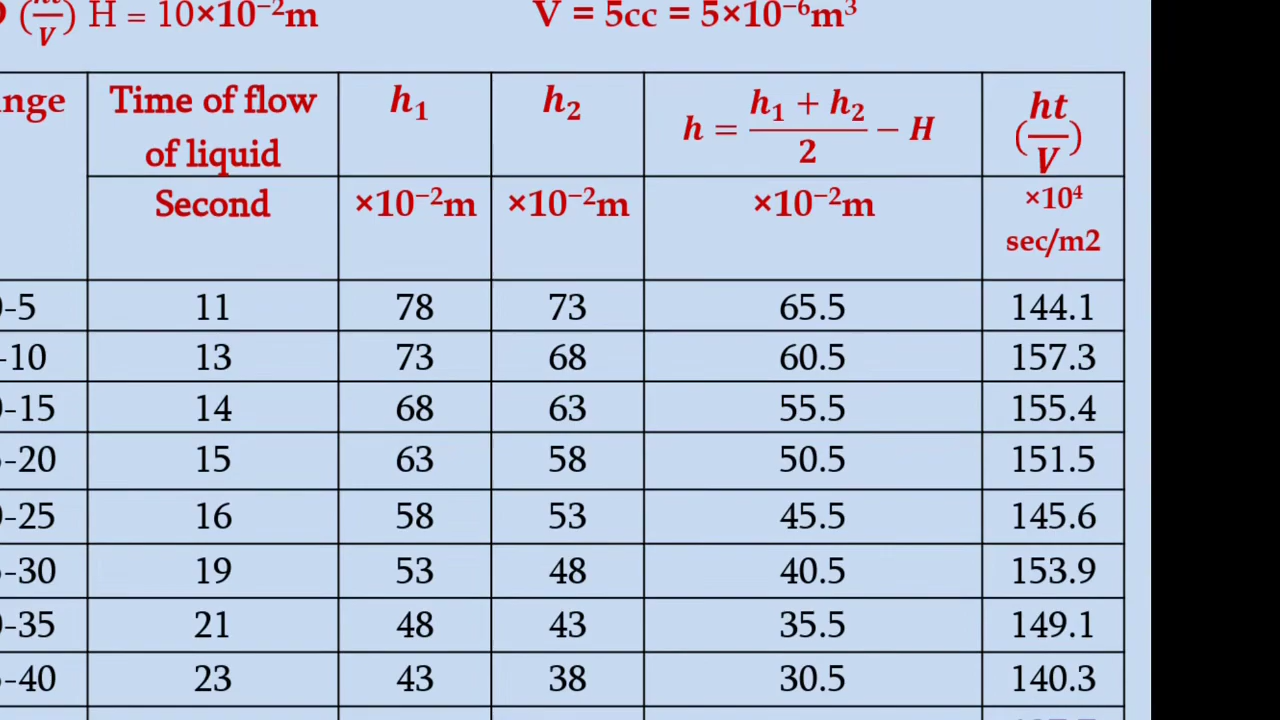 (ht/V) H = 10×10⁻²m V = 5cc = 5×10⁻⁶m³
nge Time of flow of liquid h₁ h₂ h = (h₁ + h₂)/2 − H (ht/V)
Second ×10⁻²m ×10⁻²m ×10⁻²m ×10⁴ sec/m2
-5 11 78 73 65.5 144.1
-10 13 73 68 60.5 157.3
-15 14 68 63 55.5 155.4
-20 15 63 58 50.5 151.5
-25 16 58 53 45.5 145.6
-30 19 53 48 40.5 153.9
-35 21 48 43 35.5 149.1
-40 23 43 38 30.5 140.3